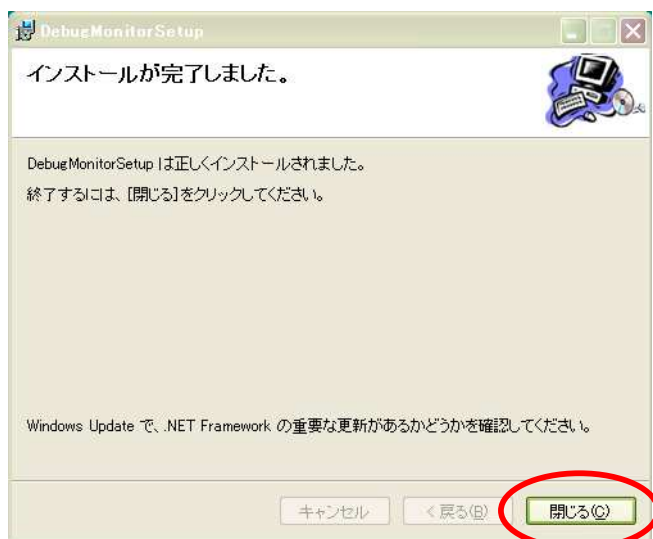 DebugMonitorSetup
インストールが完了しました。
DebugMonitorSetup は正しくインストールされました。
終了するには、[閉じる]をクリックしてください。
Windows Update で、.NET Framework の重要な更新があるかどうかを確認してください。
キャンセル
< 戻る(B)
閉じる(C)